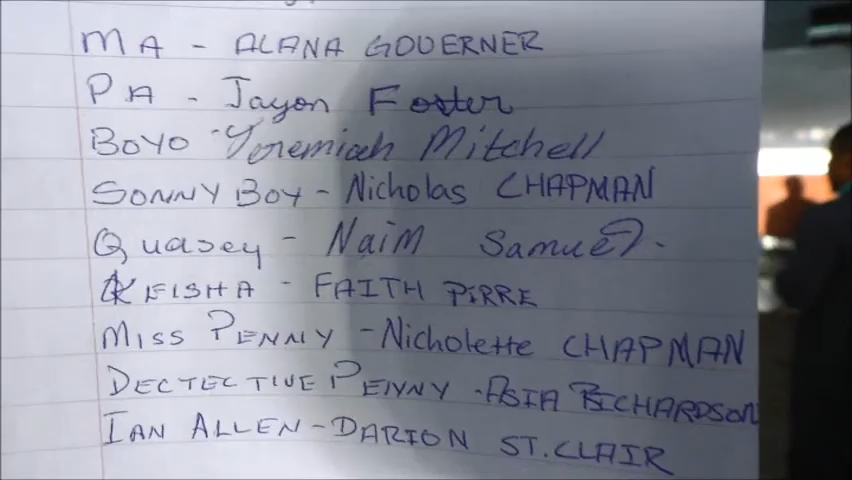 MA - ALANA GOVERNER
PA - Jayon Foster
BOYO - Yeremiah Mitchell
SONNY BOY - Nicholas CHAPMAN
Quasey - Naim Samuel.
KEISHA - FAITH PIRRE
MISS PENNY - Nicholette CHAPMAN
DECTECTIVE PENNY - ASIA RICHARDSON
IAN ALLEN - DARION ST. CLAIR